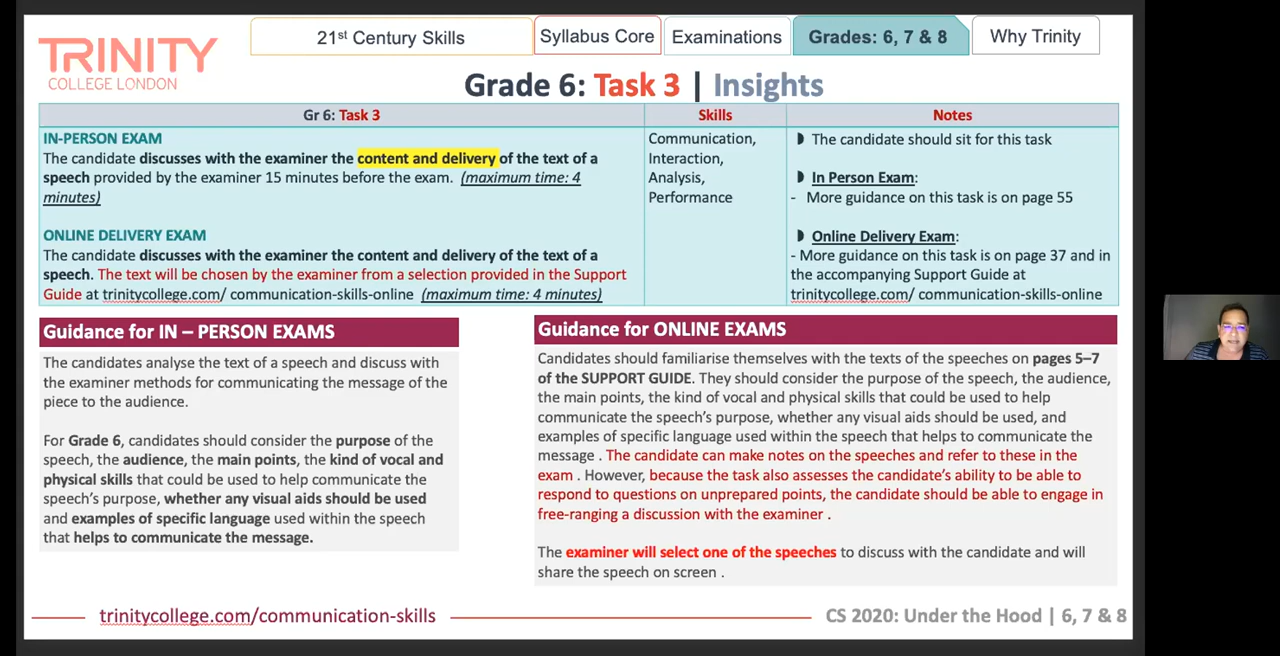 TRINITY
COLLEGE LONDON
21st Century Skills
Syllabus Core
Examinations
Grades: 6, 7 & 8
Why Trinity
Grade 6: Task 3 | Insights
Gr 6: Task 3
Skills
Notes
IN-PERSON EXAM
The candidate discusses with the examiner the content and delivery of the text of a
speech provided by the examiner 15 minutes before the exam. (maximum time: 4
minutes)
ONLINE DELIVERY EXAM
The candidate discusses with the examiner the content and delivery of the text of a
speech. The text will be chosen by the examiner from a selection provided in the Support
Guide at trinitycollege.com/ communication-skills-online (maximum time: 4 minutes)
Communication,
Interaction,
Analysis,
Performance
The candidate should sit for this task
In Person Exam:
- More guidance on this task is on page 55
Online Delivery Exam:
- More guidance on this task is on page 37 and in
the accompanying Support Guide at
trinitycollege.com/ communication-skills-online
Guidance for IN – PERSON EXAMS
The candidates analyse the text of a speech and discuss with
the examiner methods for communicating the message of the
piece to the audience.
For Grade 6, candidates should consider the purpose of the
speech, the audience, the main points, the kind of vocal and
physical skills that could be used to help communicate the
speech's purpose, whether any visual aids should be used
and examples of specific language used within the speech
that helps to communicate the message.
Guidance for ONLINE EXAMS
Candidates should familiarise themselves with the texts of the speeches on pages 5–7
of the SUPPORT GUIDE. They should consider the purpose of the speech, the audience,
the main points, the kind of vocal and physical skills that could be used to help
communicate the speech's purpose, whether any visual aids should be used, and
examples of specific language used within the speech that helps to communicate the
message . The candidate can make notes on the speeches and refer to these in the
exam . However, because the task also assesses the candidate's ability to be able to
respond to questions on unprepared points, the candidate should be able to engage in
free-ranging a discussion with the examiner .
The examiner will select one of the speeches to discuss with the candidate and will
share the speech on screen .
trinitycollege.com/communication-skills
CS 2020: Under the Hood | 6, 7 & 8